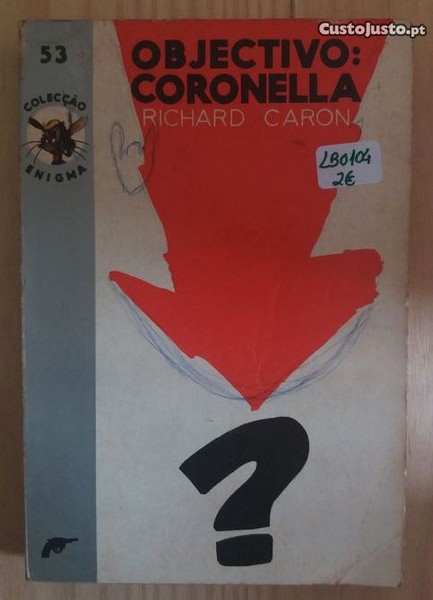 CustoJusto.pt
53
OBJECTIVO:
CORONELLA
RICHARD CARON
COLECÇÃO
ENIGMA
LB0104
2€
?